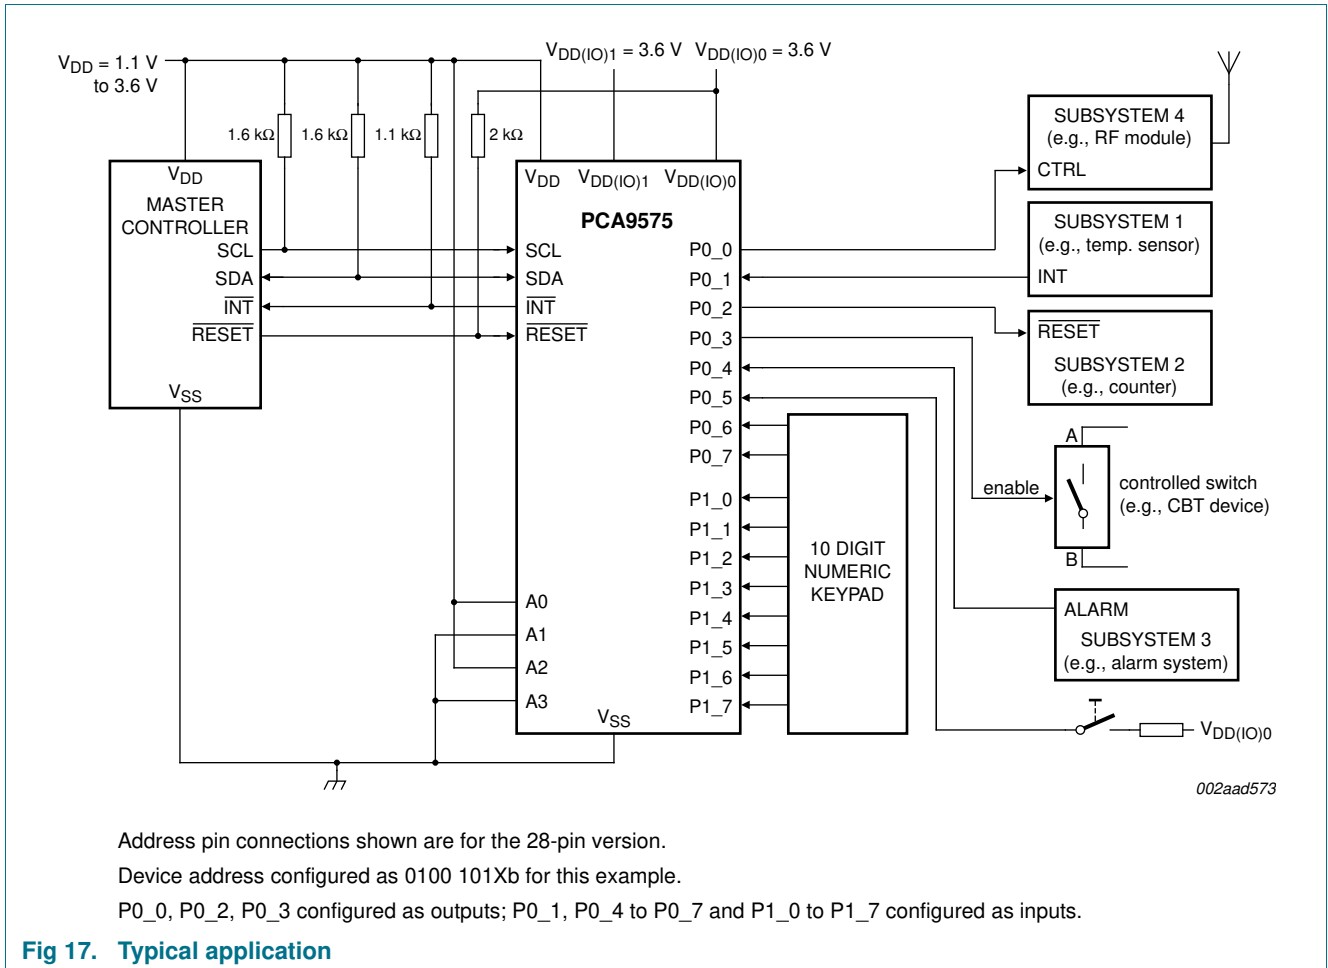 VDD = 1.1 V
to 3.6 V
VDD(IO)1 = 3.6 V
VDD(IO)0 = 3.6 V
1.6 kΩ
1.6 kΩ
1.1 kΩ
2 kΩ
VDD
MASTER
CONTROLLER
SCL
SDA
INT
RESET
VSS
VDD
VDD(IO)1
VDD(IO)0
PCA9575
SCL
SDA
INT
RESET
A0
A1
A2
A3
VSS
P0_0
P0_1
P0_2
P0_3
P0_4
P0_5
P0_6
P0_7
P1_0
P1_1
P1_2
P1_3
P1_4
P1_5
P1_6
P1_7
10 DIGIT
NUMERIC
KEYPAD
SUBSYSTEM 4
(e.g., RF module)
CTRL
SUBSYSTEM 1
(e.g., temp. sensor)
INT
RESET
SUBSYSTEM 2
(e.g., counter)
A
enable
controlled switch
(e.g., CBT device)
B
ALARM
SUBSYSTEM 3
(e.g., alarm system)
VDD(IO)0
002aad573
Address pin connections shown are for the 28-pin version.
Device address configured as 0100 101Xb for this example.
P0_0, P0_2, P0_3 configured as outputs; P0_1, P0_4 to P0_7 and P1_0 to P1_7 configured as inputs.
Fig 17. Typical application